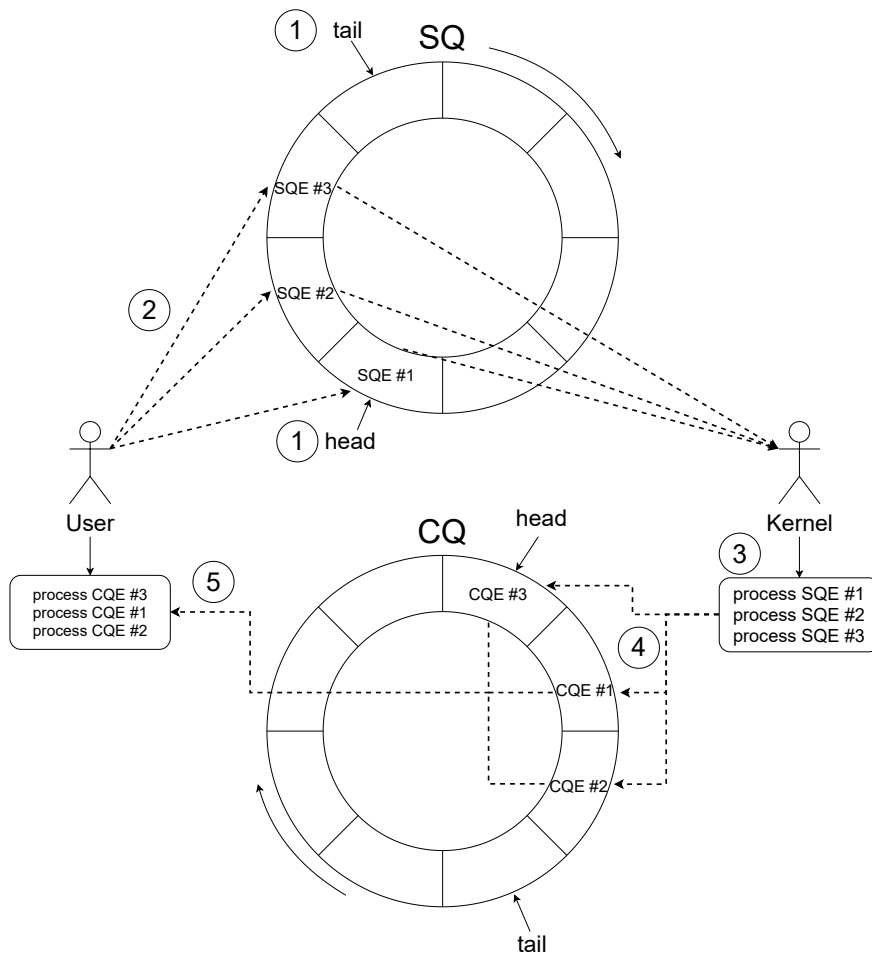 1
tail
SQ
SQE #3
SQE #2
2
SQE #1
1
head
User
Kernel
CQ
head
3
5
process CQE #3
process CQE #1
process CQE #2
CQE #3
process SQE #1
process SQE #2
process SQE #3
4
CQE #1
CQE #2
tail